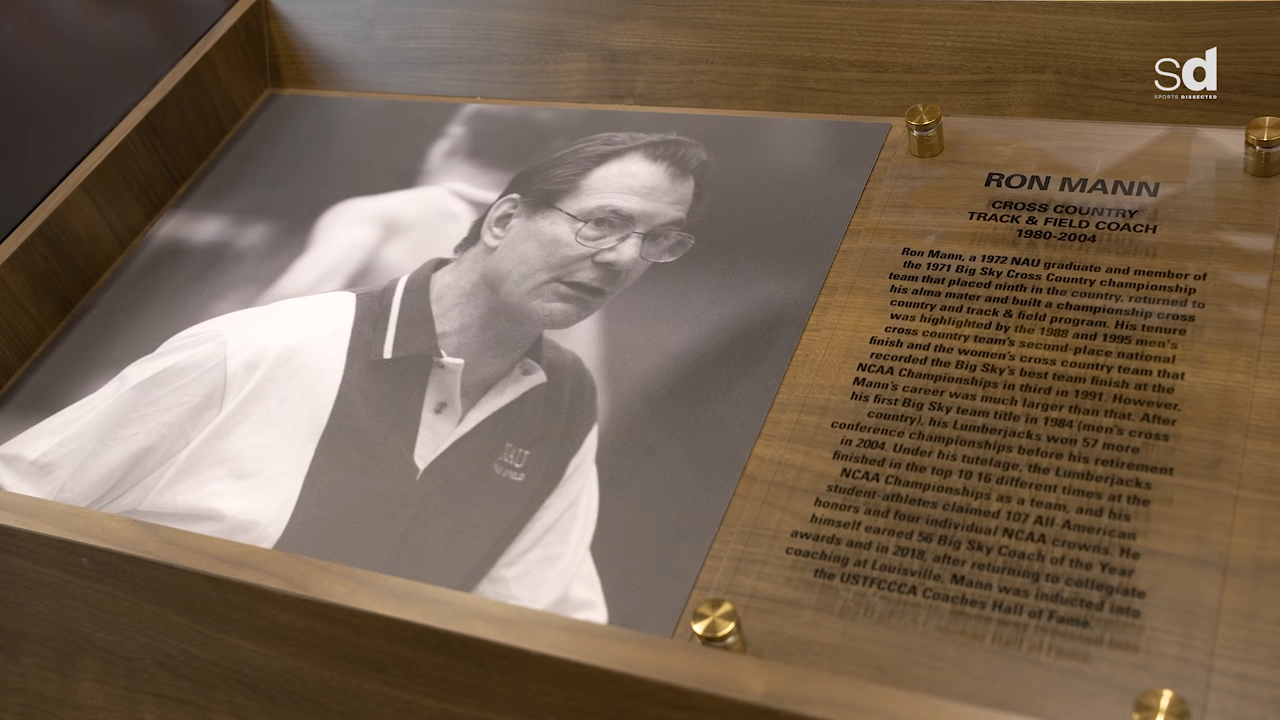 sd
SPORTS DISSECTED
RON MANN
CROSS COUNTRY
TRACK & FIELD COACH
1980-2004
Ron Mann, a 1972 NAU graduate and member of
the 1971 Big Sky Cross Country championship
team that placed ninth in the country, returned to
his alma mater and built a championship cross
country and track & field program. His tenure
was highlighted by the 1988 and 1995 men's
cross country team's second-place national
finish and the women's cross country team that
recorded the Big Sky's best team finish at the
NCAA Championships in third in 1991. However,
Mann's career was much larger than that. After
his first Big Sky team title in 1984 (men's cross
country), his Lumberjacks won 57 more
conference championships before his retirement
in 2004. Under his tutelage, the Lumberjacks
finished in the top 10 16 different times at the
NCAA Championships as a team, and his
student-athletes claimed 107 All-American
honors and four individual NCAA crowns. He
himself earned 56 Big Sky Coach of the Year
awards and in 2018, after returning to collegiate
coaching at Louisville, Mann was inducted into
the USTFCCCA Coaches Hall of Fame.
NAU